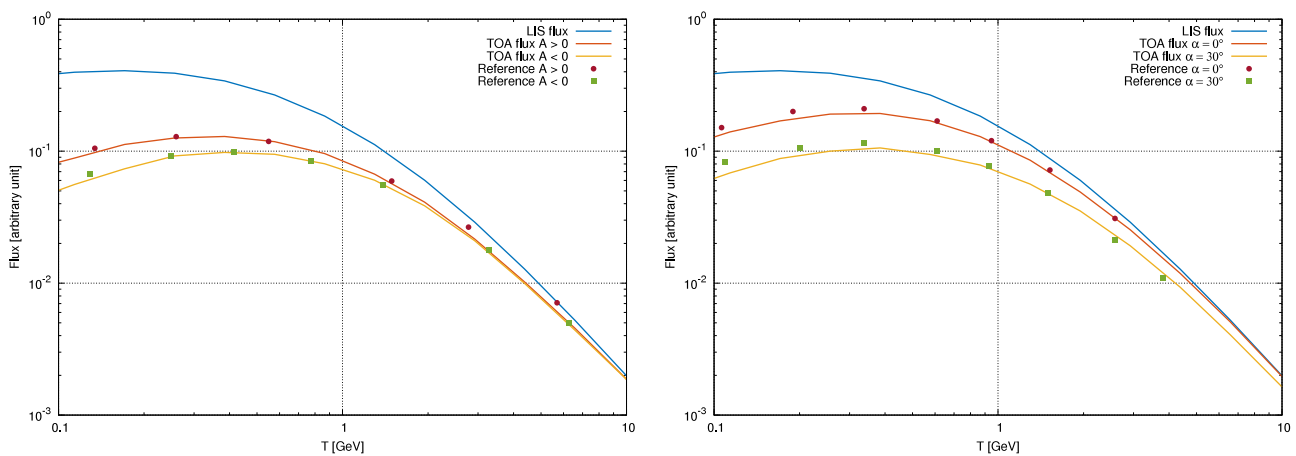 LIS flux
TOA flux A > 0
TOA flux A < 0
Reference A > 0
Reference A < 0
10^0
10^-1
10^-2
10^-3
Flux [arbitrary unit]
0.1
1
10
T [GeV]
LIS flux
TOA flux α = 0°
TOA flux α = 30°
Reference α = 0°
Reference α = 30°
10^0
10^-1
10^-2
10^-3
Flux [arbitrary unit]
0.1
1
10
T [GeV]